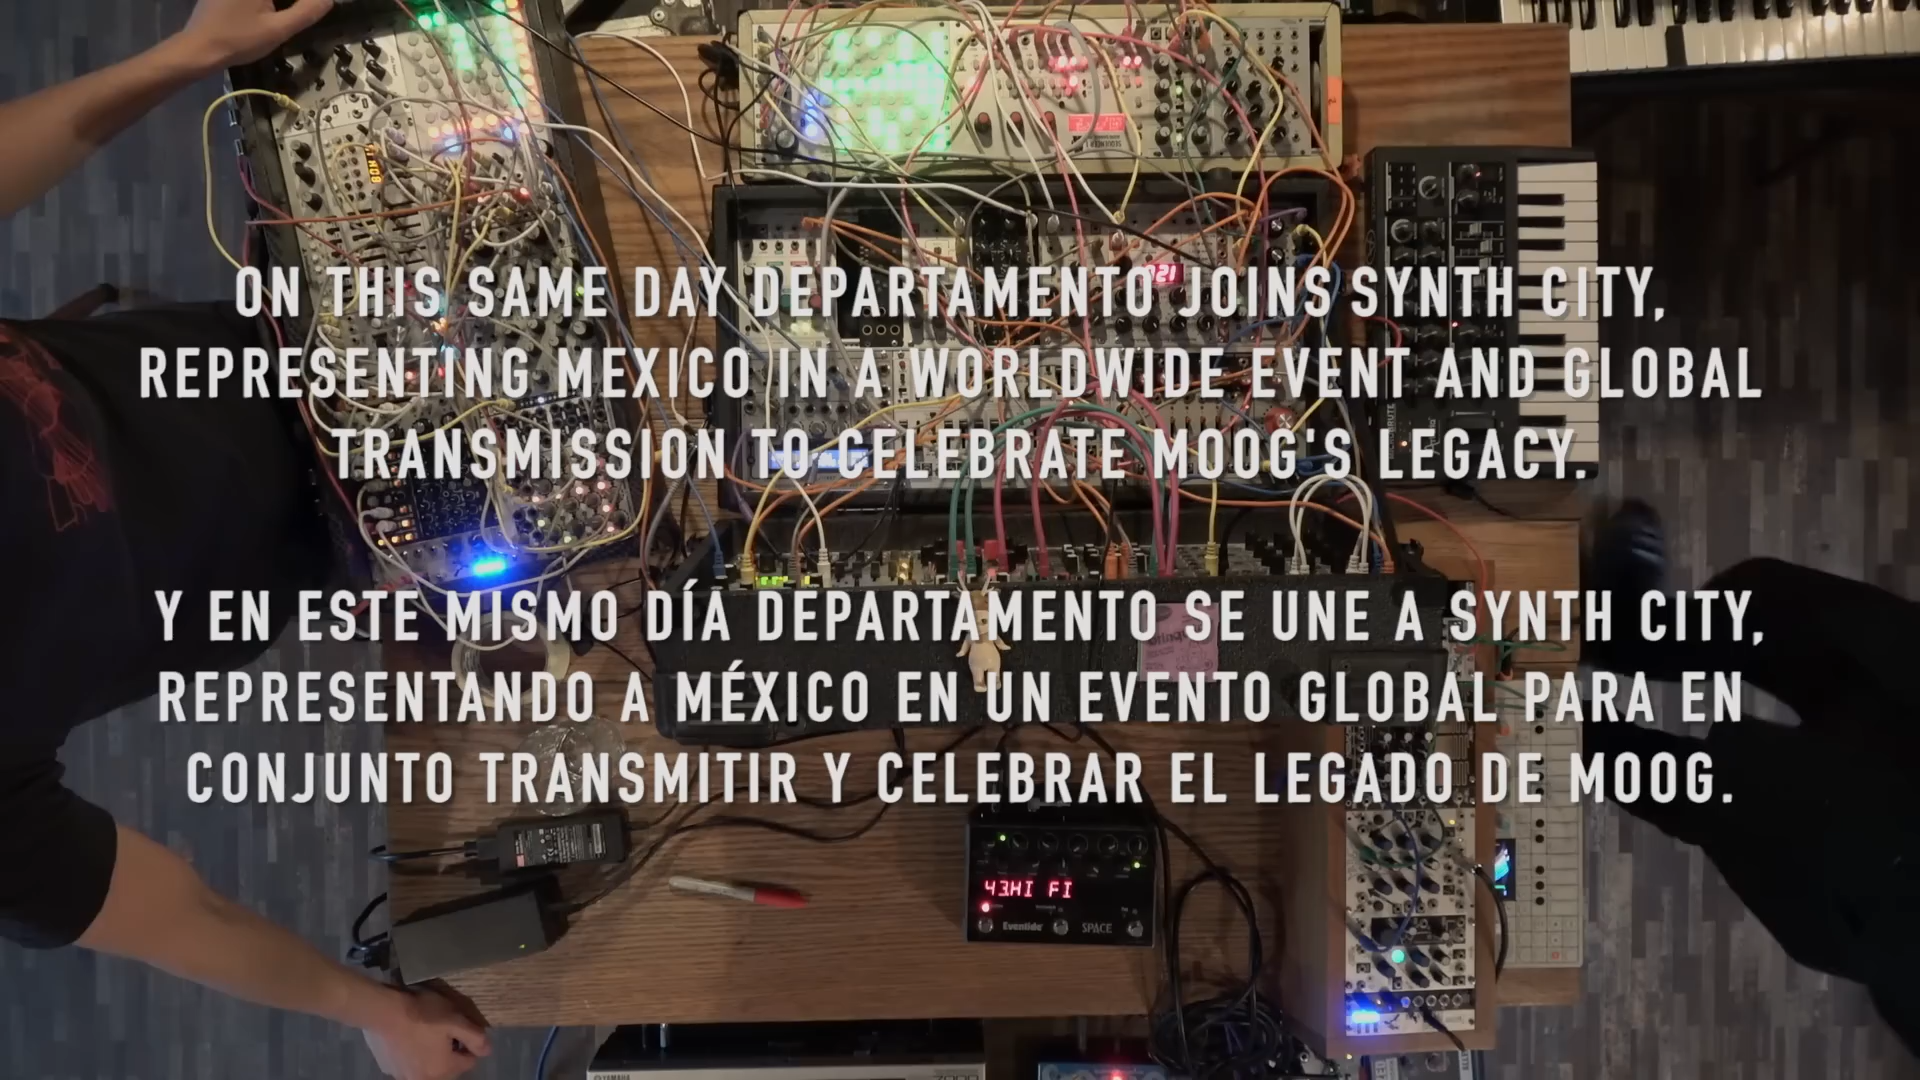 ON THIS SAME DAY DEPARTAMENTO JOINS SYNTH CITY,
REPRESENTING MEXICO IN A WORLDWIDE EVENT AND GLOBAL
TRANSMISSION TO CELEBRATE MOOG'S LEGACY.
Y EN ESTE MISMO DÍA DEPARTAMENTO SE UNE A SYNTH CITY,
REPRESENTANDO A MÉXICO EN UN EVENTO GLOBAL PARA EN
CONJUNTO TRANSMITIR Y CELEBRAR EL LEGADO DE MOOG.
43HI FI
Eventide SPACE
YAMAHA